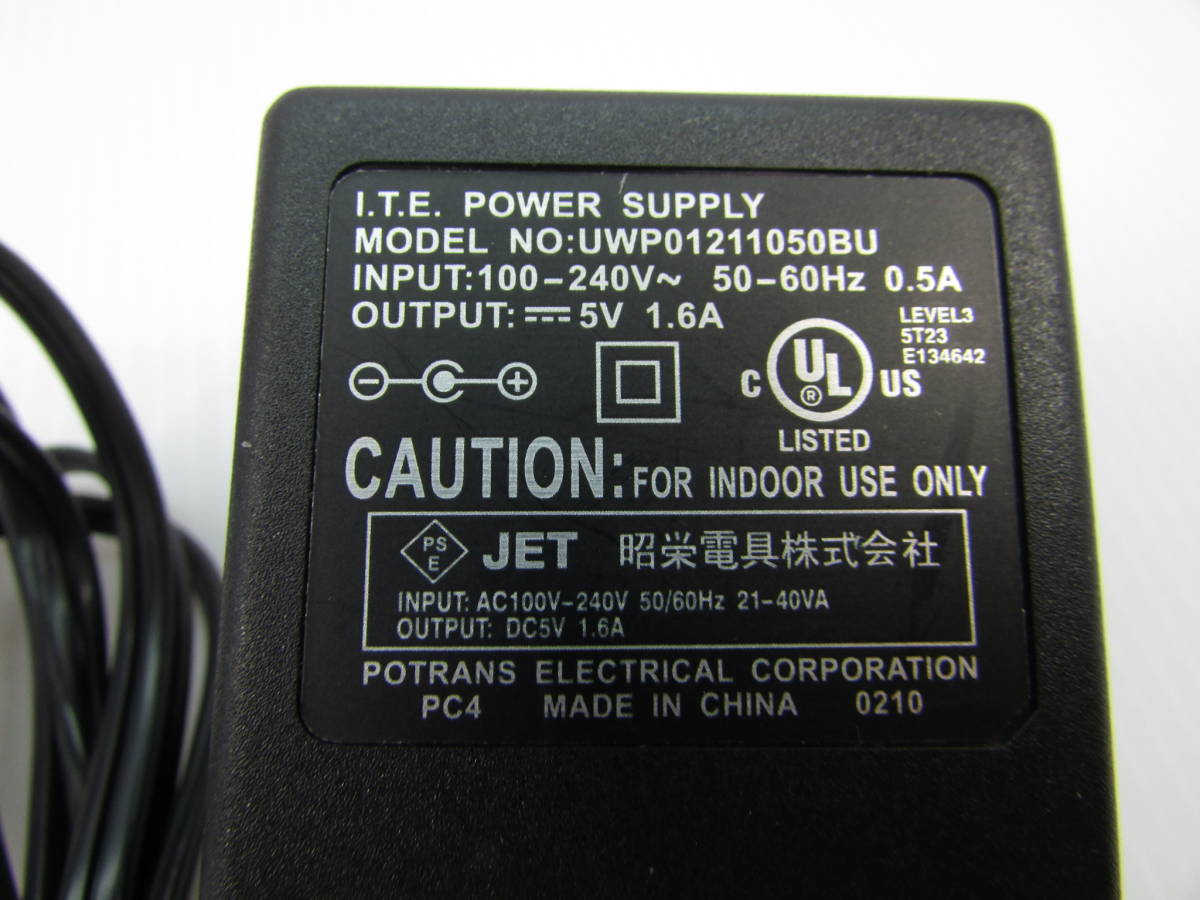 I.T.E. POWER SUPPLY
MODEL NO:UWP01211050BU
INPUT:100-240V~ 50-60Hz 0.5A
OUTPUT:⎓5V 1.6A
LEVEL3
5T23
E134642
C UL ® US
LISTED
CAUTION:FOR INDOOR USE ONLY
PS
E
JET 昭栄電具株式会社
INPUT: AC100V-240V 50/60Hz 21-40VA
OUTPUT: DC5V 1.6A
POTRANS ELECTRICAL CORPORATION
PC4 MADE IN CHINA 0210